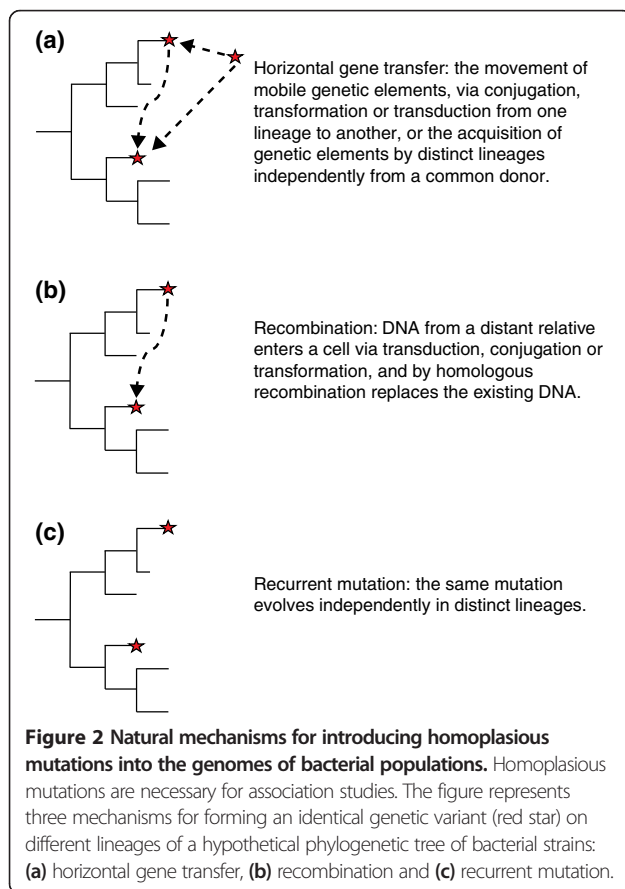 (a)
Horizontal gene transfer: the movement of
mobile genetic elements, via conjugation,
transformation or transduction from one
lineage to another, or the acquisition of
genetic elements by distinct lineages
independently from a common donor.
(b)
Recombination: DNA from a distant relative
enters a cell via transduction, conjugation or
transformation, and by homologous
recombination replaces the existing DNA.
(c)
Recurrent mutation: the same mutation
evolves independently in distinct lineages.
Figure 2 Natural mechanisms for introducing homoplasious
mutations into the genomes of bacterial populations. Homoplasious
mutations are necessary for association studies. The figure represents
three mechanisms for forming an identical genetic variant (red star) on
different lineages of a hypothetical phylogenetic tree of bacterial strains:
(a) horizontal gene transfer, (b) recombination and (c) recurrent mutation.